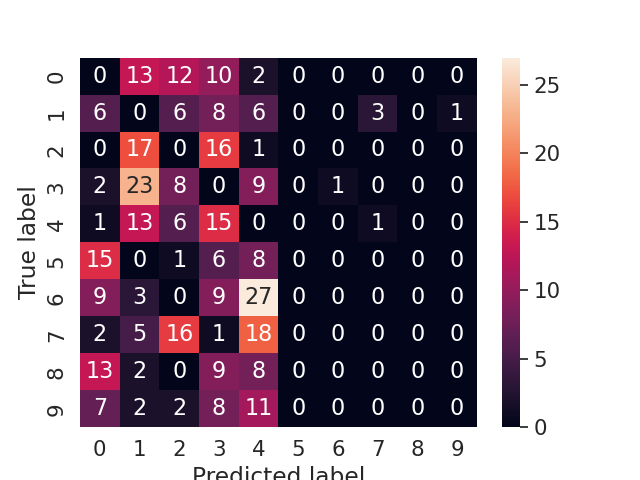 0 0 13 12 10 2 0 0 0 0 0
1 6 0 6 8 6 0 0 3 0 1
2 0 17 0 16 1 0 0 0 0 0
3 2 23 8 0 9 0 1 0 0 0
4 1 13 6 15 0 0 0 1 0 0
5 15 0 1 6 8 0 0 0 0 0
6 9 3 0 9 27 0 0 0 0 0
7 2 5 16 1 18 0 0 0 0 0
8 13 2 0 9 8 0 0 0 0 0
9 7 2 2 8 11 0 0 0 0 0
0 1 2 3 4 5 6 7 8 9
Predicted label
True label
25
20
15
10
5
0